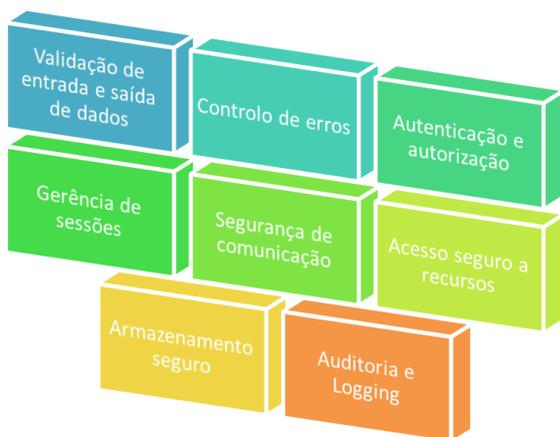 Validação de
entrada e saída
de dados
Controlo de erros
Autenticação e
autorização
Gerência de
sessões
Segurança de
comunicação
Acesso seguro a
recursos
Armazenamento
seguro
Auditoria e
Logging